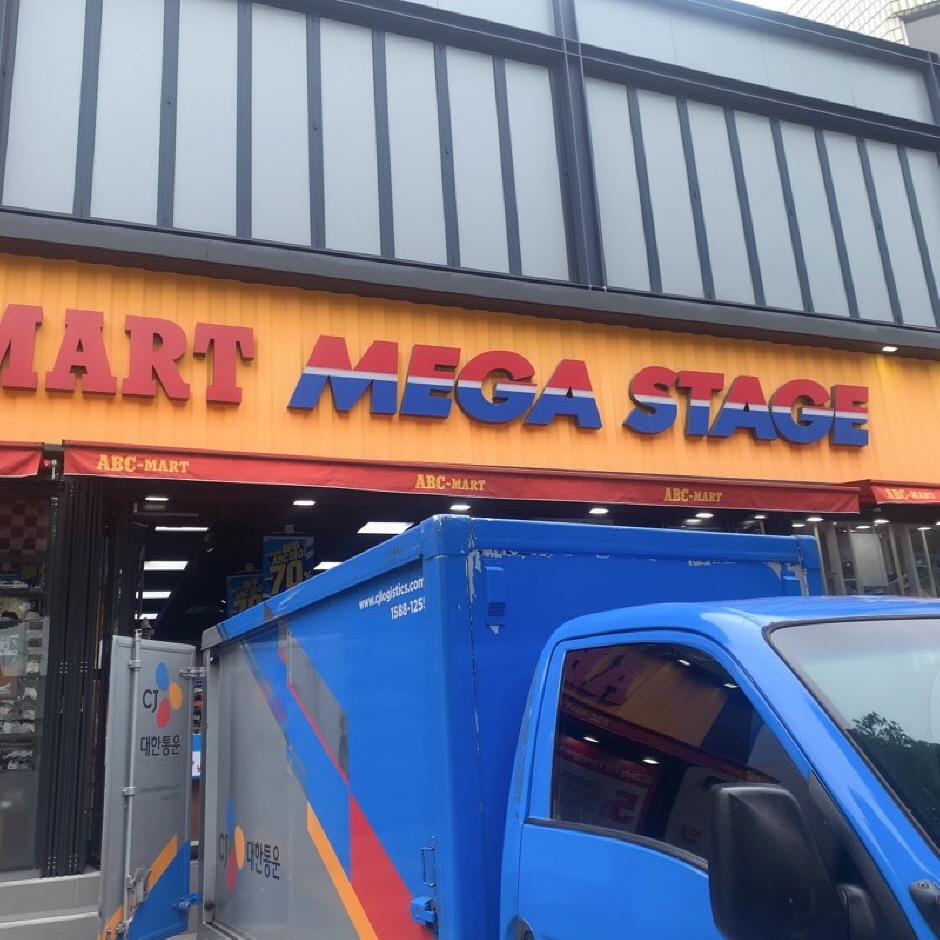 MART MEGA STAGE
ABC-MART
ABC-MART
ABC-MART
ABC-MART
70
www.cjlogistics.com
1588-125
CJ
대한통운
CJ
대한통운